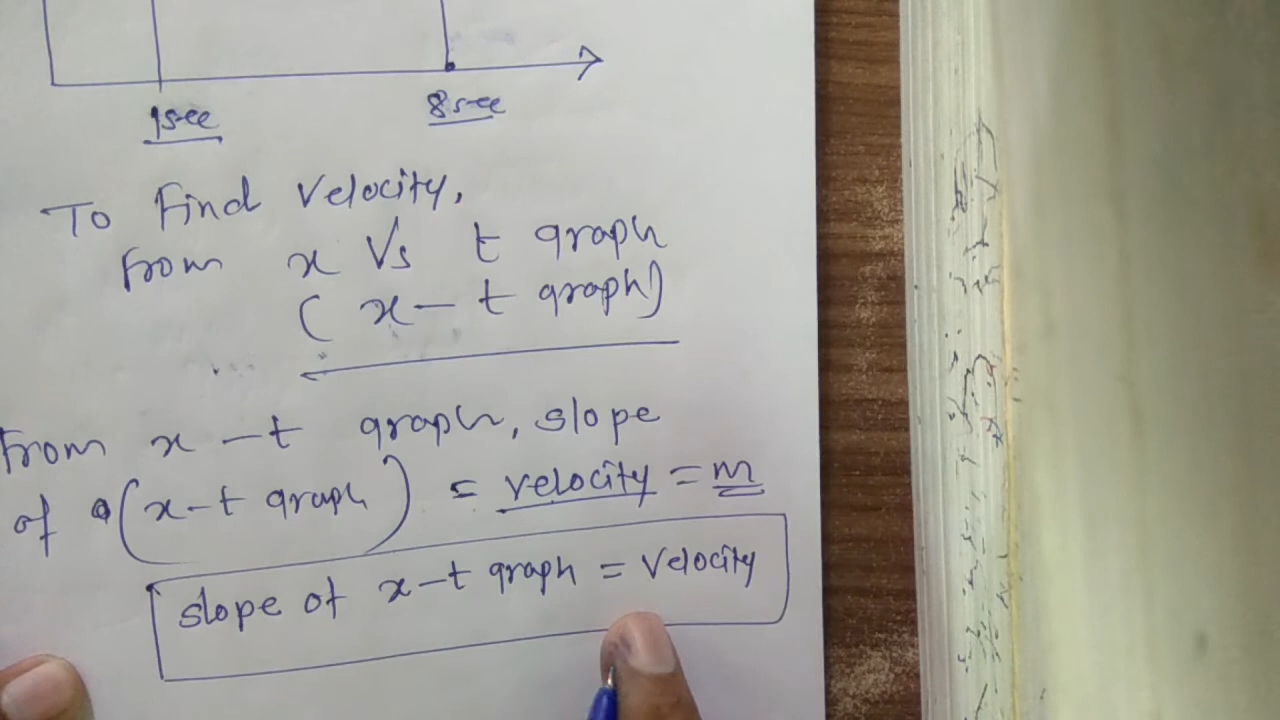 1sec
8sec
To Find Velocity,
From x Vs t graph
(x-t graph)
From x-t graph, slope
of (x-t graph) = velocity = m
slope of x-t graph = Velocity